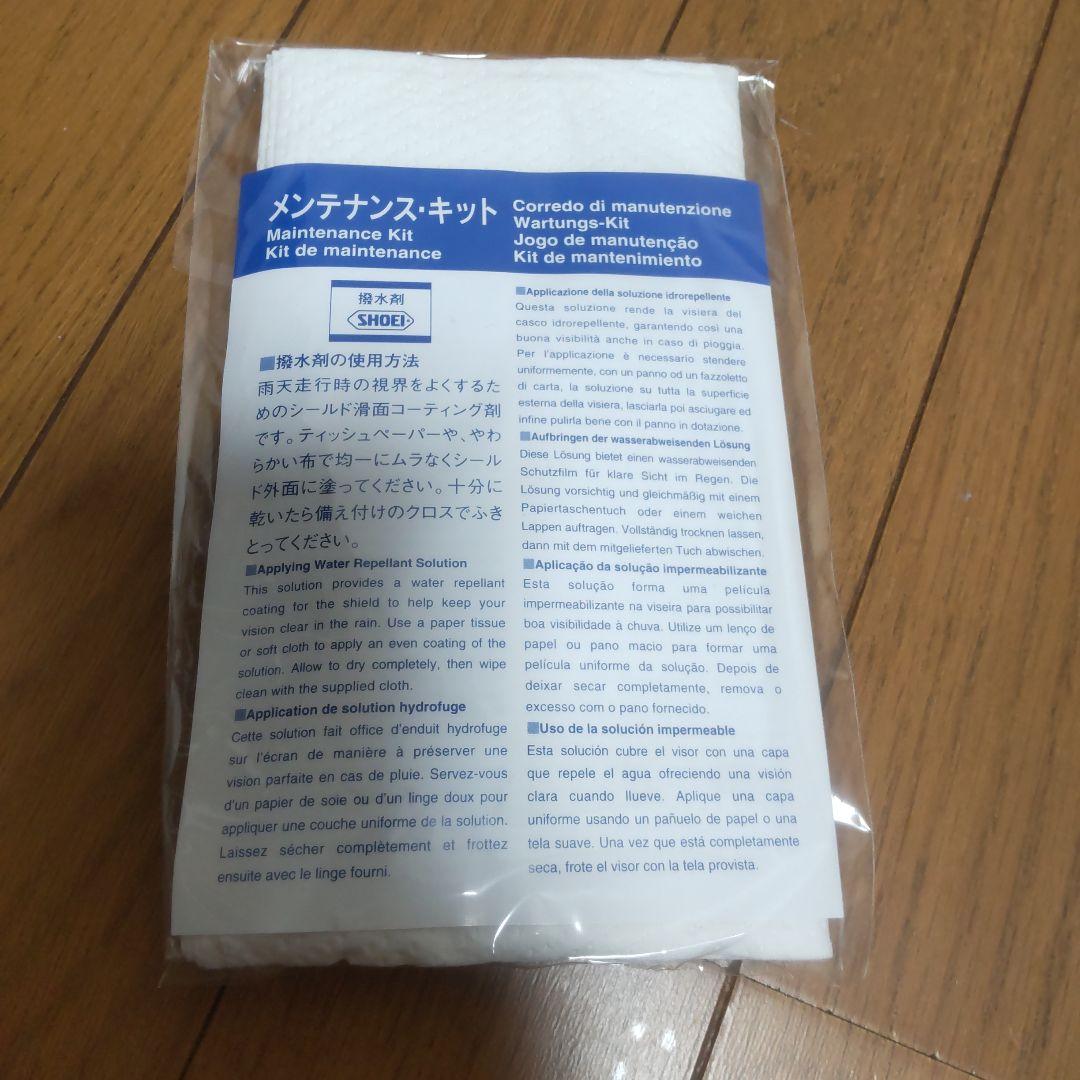 メンテナンス・キット
Maintenance Kit
Kit de maintenance
Corredo di manutenzione
Wartungs-Kit
Jogo de manutenção
Kit de mantenimiento
撥水剤
SHOEI
■撥水剤の使用方法
雨天走行時の視界をよくするた
めのシールド滑面コーティング剤
です。ティッシュペーパーや、やわ
らかい布で均一にムラなくシール
ド外面に塗ってください。十分に
乾いたら備え付けのクロスでふき
とってください。
■Applying Water Repellant Solution
This solution provides a water repellant
coating for the shield to help keep your
vision clear in the rain. Use a paper tissue
or soft cloth to apply an even coating of the
solution. Allow to dry completely, then wipe
clean with the supplied cloth.
■Application de solution hydrofuge
Cette solution fait office d'enduit hydrofuge
sur l'écran de manière à préserver une
vision parfaite en cas de pluie. Servez-vous
d'un papier de soie ou d'un linge doux pour
appliquer une couche uniforme de la solution.
Laissez sécher complètement et frottez
ensuite avec le linge fourni.
■Applicazione della soluzione idrorepellente
Questa soluzione rende la visiera del
casco idrorepellente, garantendo così una
buona visibilità anche in caso di pioggia.
Per l'applicazione è necessario stendere
uniformemente, con un panno od un fazzoletto
di carta, la soluzione su tutta la superficie
esterna della visiera, lasciarla poi asciugare ed
infine pulirla bene con il panno in dotazione.
■Aufbringen der wasserabweisenden Lösung
Diese Lösung bietet einen wasserabweisenden
Schutzfilm für klare Sicht im Regen. Die
Lösung vorsichtig und gleichmäßig mit einem
Papiertaschentuch oder einem weichen
Lappen auftragen. Vollständig trocknen lassen,
dann mit dem mitgelieferten Tuch abwischen.
■Aplicação da solução impermeabilizante
Esta solução forma uma película
impermeabilizante na viseira para possibilitar
boa visibilidade à chuva. Utilize um lenço de
papel ou pano macio para formar uma
película uniforme da solução. Depois de
deixar secar completamente, remova o
excesso com o pano fornecido.
■Uso de la solución impermeable
Esta solución cubre el visor con una capa
que repele el agua ofreciendo una visión
clara cuando llueve. Aplique una capa
uniforme usando un pañuelo de papel o una
tela suave. Una vez que está completamente
seca, frote el visor con la tela provista.